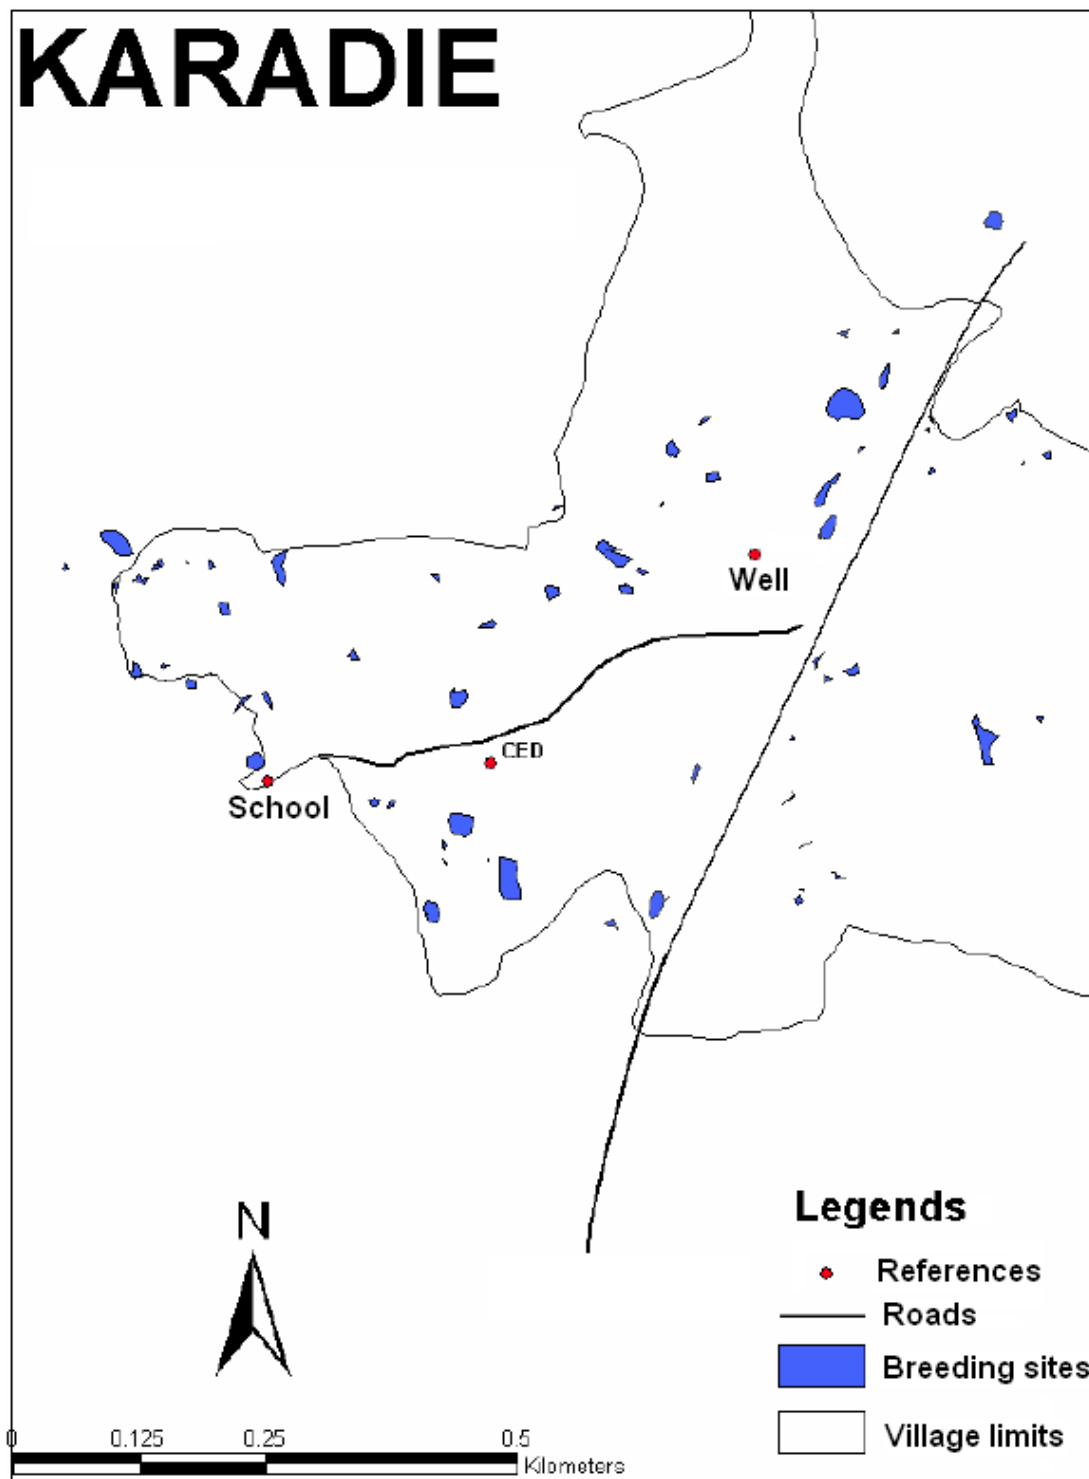 KARADIE
Well
CED
School
N
Legends
References
Roads
Breeding sites
Village limits
0 0.125 0.25 0.5
Kilometers